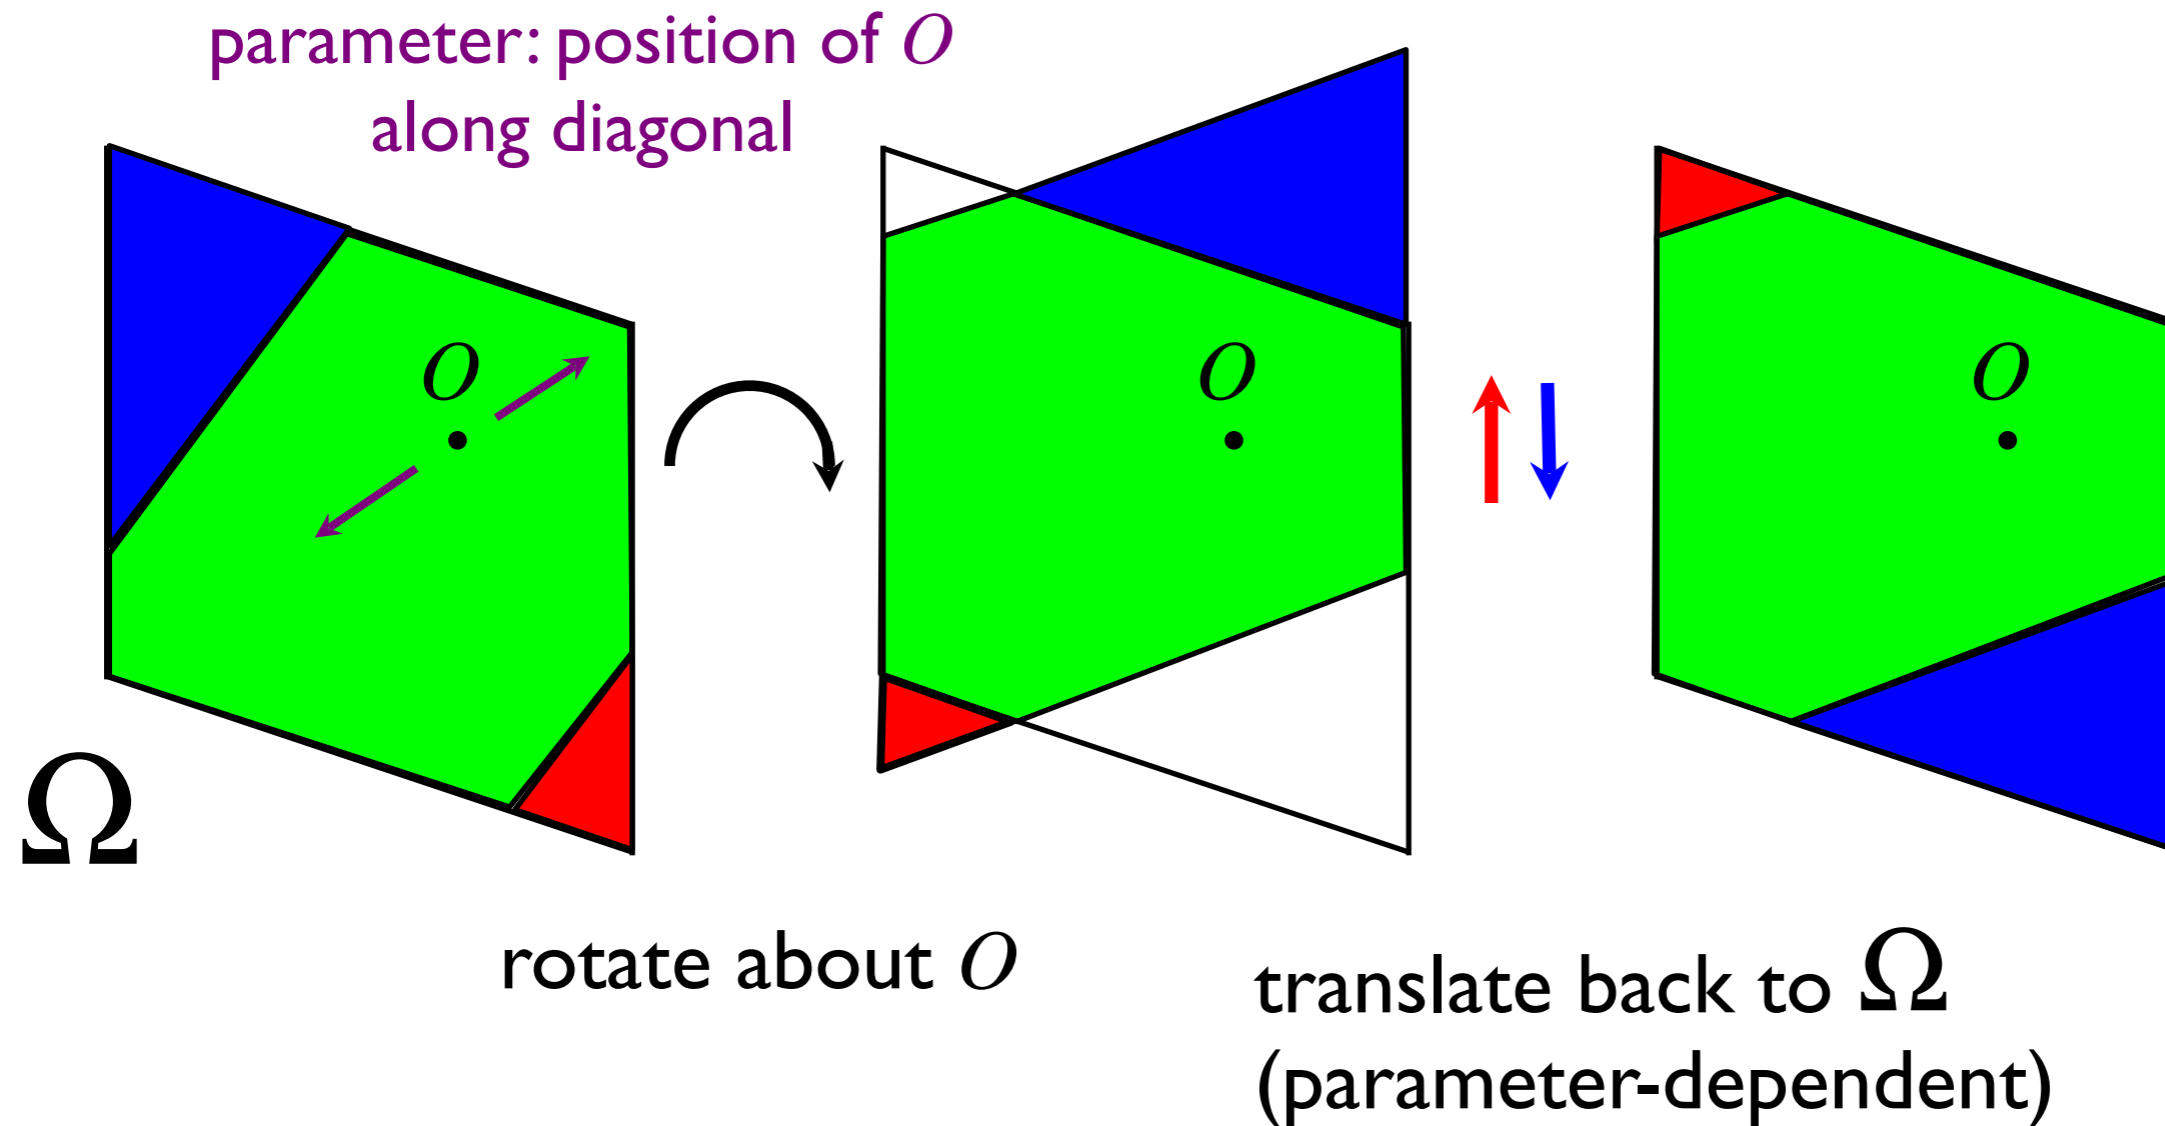 parameter: position of O
along diagonal
O
O
O
Ω
rotate about O
translate back to Ω
(parameter-dependent)